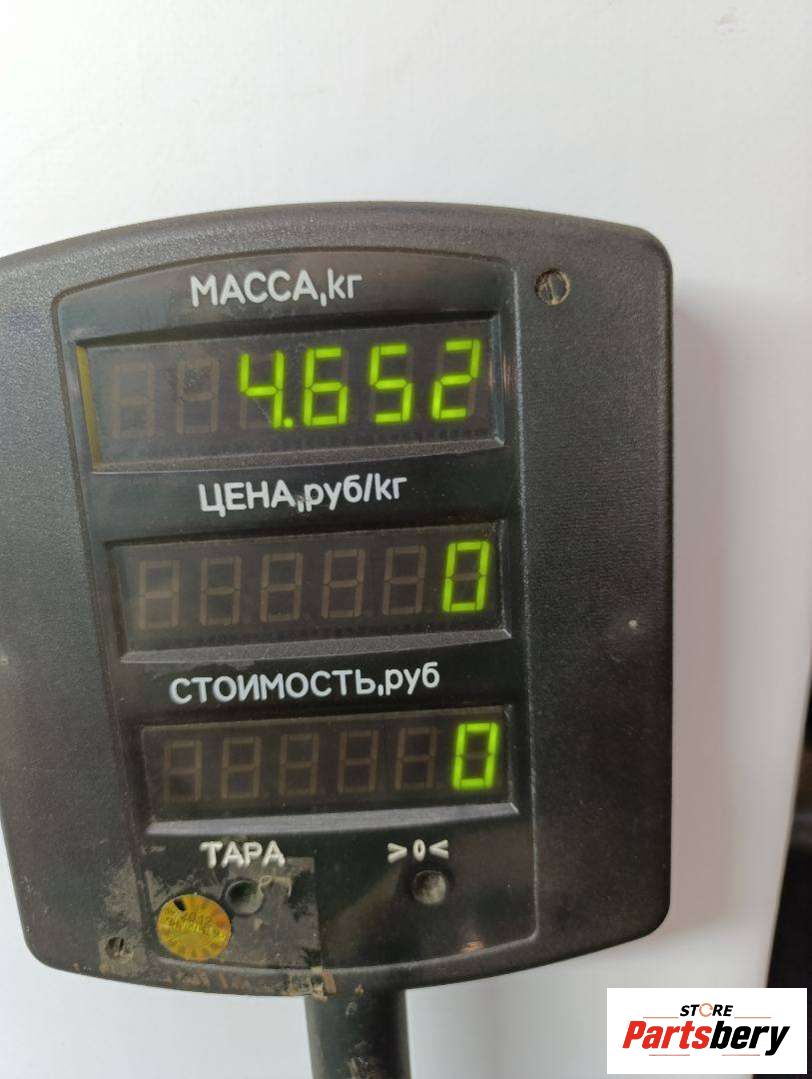 МАССА,кг
4.652
ЦЕНА,руб/кг
0
СТОИМОСТЬ,руб
0
ТАРА >0<
STORE
Partsbery